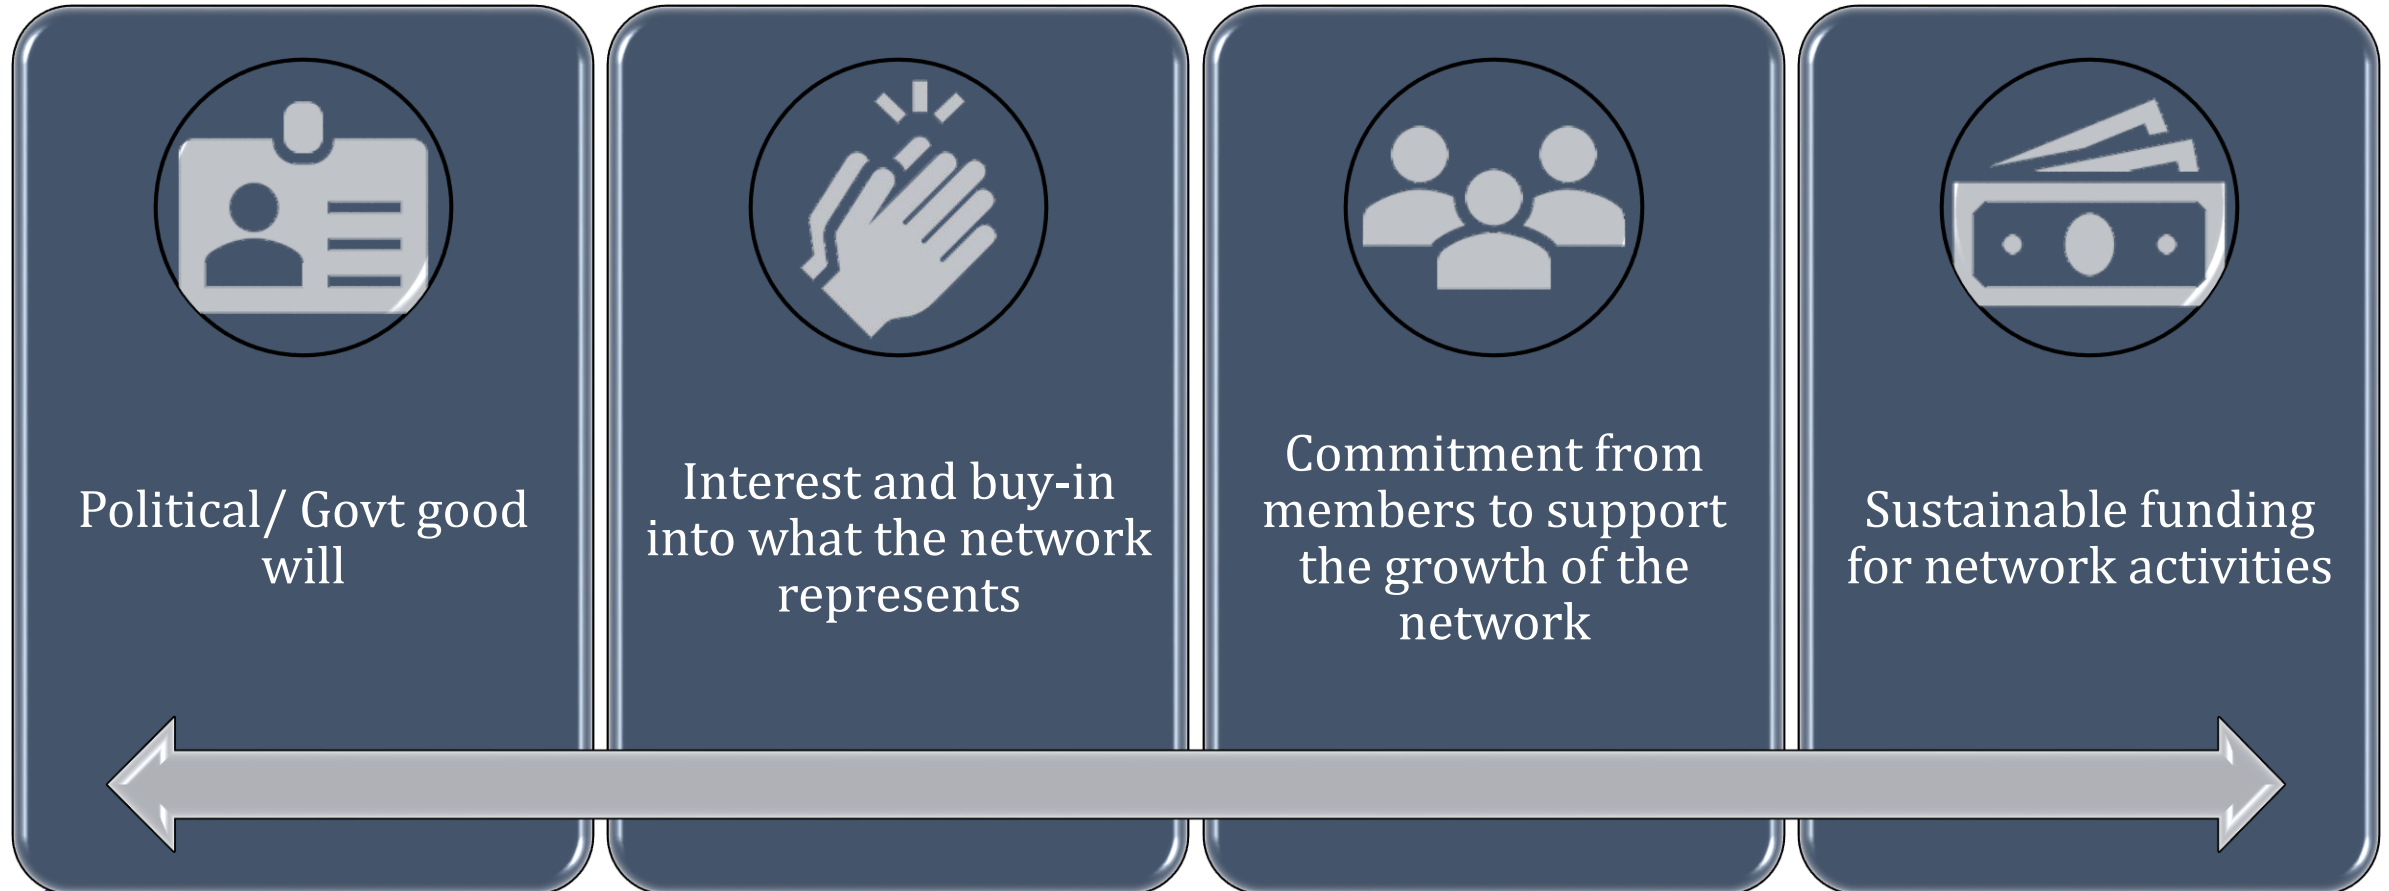 Political/ Govt good
will
Interest and buy-in
into what the network
represents
Commitment from
members to support
the growth of the
network
Sustainable funding
for network activities